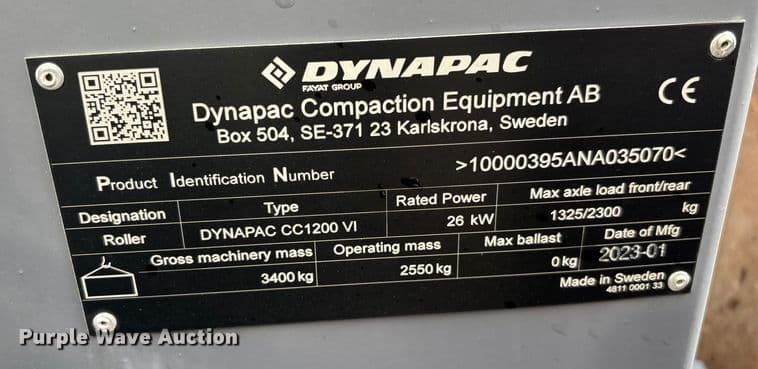 DYNAPAC
FAYAT GROUP
Dynapac Compaction Equipment AB
Box 504, SE-371 23 Karlskrona, Sweden
CE
Product Identification Number >10000395ANA035070<
Designation Type Rated Power Max axle load front/rear
Roller DYNAPAC CC1200 VI 26 kW 1325/2300 kg
Gross machinery mass Operating mass Max ballast Date of Mfg
3400 kg 2550 kg 0 kg 2023-01
Made in Sweden
4811 0001 33
Purple Wave Auction